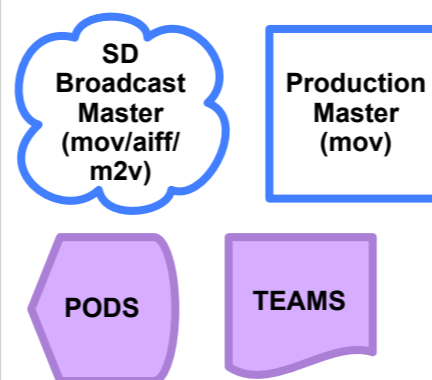 SD
Broadcast
Master
(mov/aiff/
m2v)
Production
Master
(mov)
PODS
TEAMS